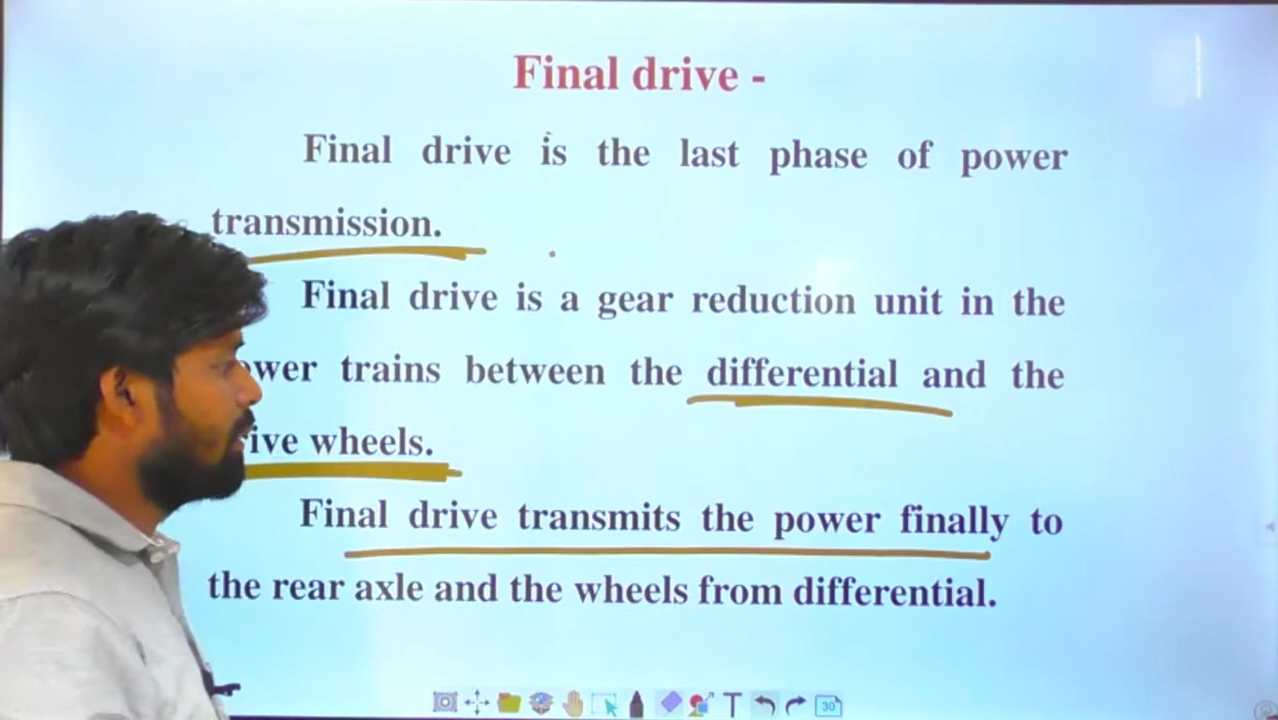 Final drive -
Final drive is the last phase of power
transmission.
Final drive is a gear reduction unit in the
trains between the differential and the
wheels.
Final drive transmits the power finally to
the rear axle and the wheels from differential.
T
30